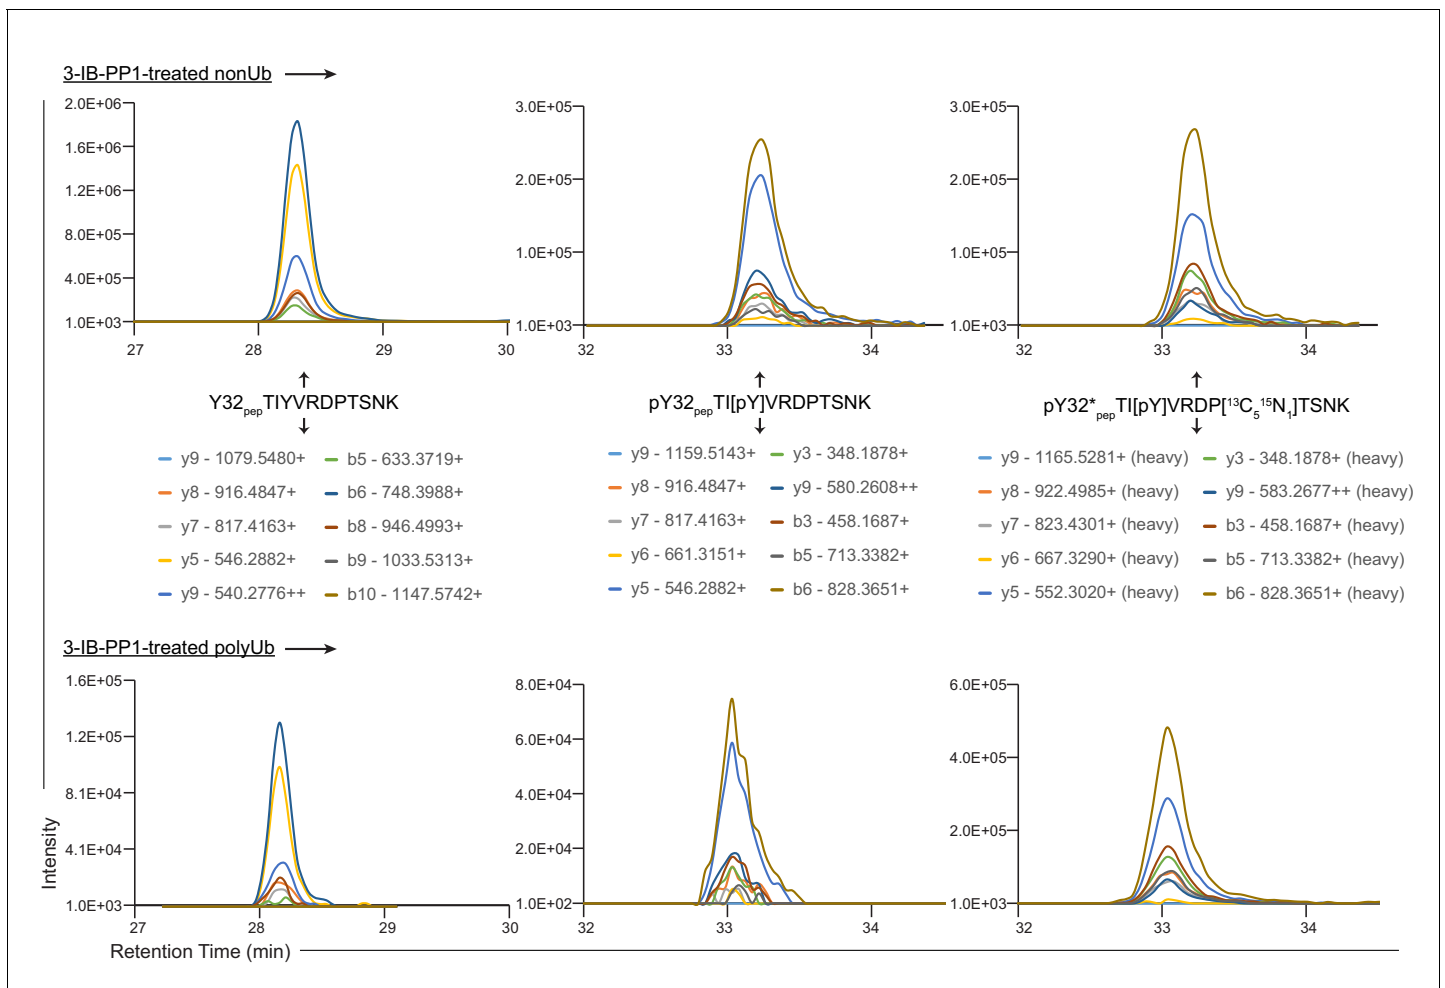 3-IB-PP1-treated nonUb
2.0E+06
1.6E+06
1.2E+06
8.0E+05
4.0E+05
1.0E+03
27 28 29 30
3.0E+05
2.0E+05
1.0E+05
1.0E+03
32 33 34
3.0E+05
2.0E+05
1.0E+05
1.0E+03
32 33 34
Y32pepTIYVRDPTSNK
pY32pepTI[pY]VRDPTSNK
pY32*pepTI[pY]VRDP[¹³C₅¹⁵N₁]TSNK
y9 - 1079.5480+ b5 - 633.3719+
y8 - 916.4847+ b6 - 748.3988+
y7 - 817.4163+ b8 - 946.4993+
y5 - 546.2882+ b9 - 1033.5313+
y9 - 540.2776++ b10 - 1147.5742+
y9 - 1159.5143+ y3 - 348.1878+
y8 - 916.4847+ y9 - 580.2608++
y7 - 817.4163+ b3 - 458.1687+
y6 - 661.3151+ b5 - 713.3382+
y5 - 546.2882+ b6 - 828.3651+
y9 - 1165.5281+ (heavy) y3 - 348.1878+ (heavy)
y8 - 922.4985+ (heavy) y9 - 583.2677++ (heavy)
y7 - 823.4301+ (heavy) b3 - 458.1687+ (heavy)
y6 - 667.3290+ (heavy) b5 - 713.3382+ (heavy)
y5 - 552.3020+ (heavy) b6 - 828.3651+ (heavy)
3-IB-PP1-treated polyUb
1.6E+05
1.2E+05
8.1E+04
4.1E+04
1.0E+03
27 28 29 30
8.0E+04
6.0E+04
4.0E+04
2.0E+04
1.0E+02
32 33 34
6.0E+05
4.0E+05
2.0E+05
1.0E+03
32 33 34
Intensity
Retention Time (min)